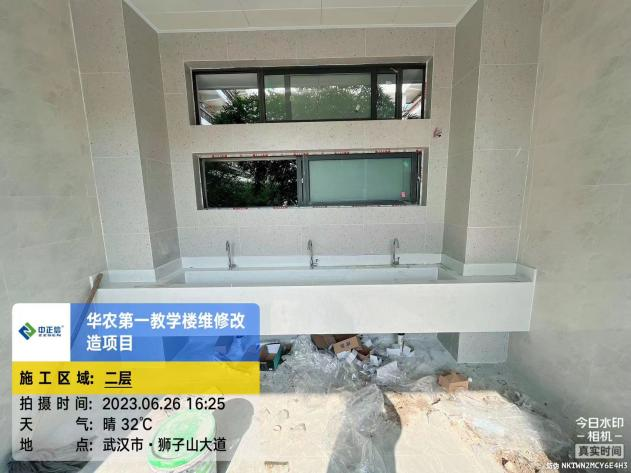 中正信
华农第一教学楼维修改
造项目
施工区域：二层
拍摄时间：2023.06.26 16:25
天 气：晴 32℃
地 点：武汉市·狮子山大道
今日水印
-相机-
真实时间
防伪 NKTWN2MCY6E4H3